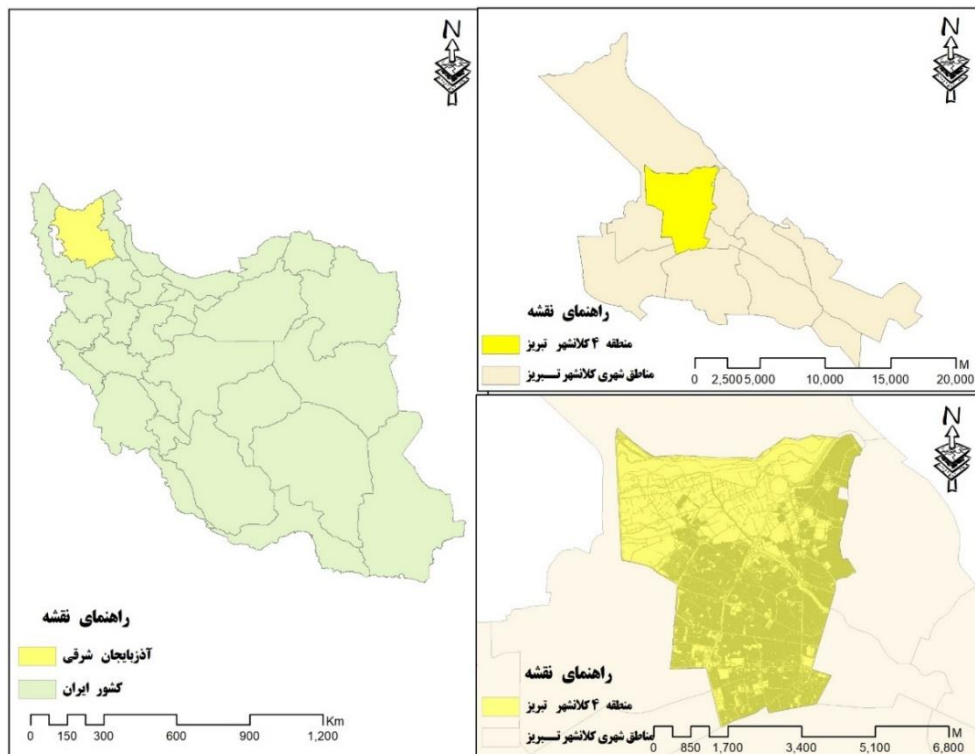 N
راهنمای نقشه
آذربایجان شرقی
کشور ایران
0 150 300 600 900 1,200 Km
N
راهنمای نقشه
منطقه ۴ کلانشهر تبریز
مناطق شهری کلانشهر تبریز
0 2,500 5,000 10,000 15,000 20,000 M
N
راهنمای نقشه
منطقه ۴ کلانشهر تبریز
مناطق شهری کلانشهر تبریز
0 850 1,700 3,400 5,100 6,800 M